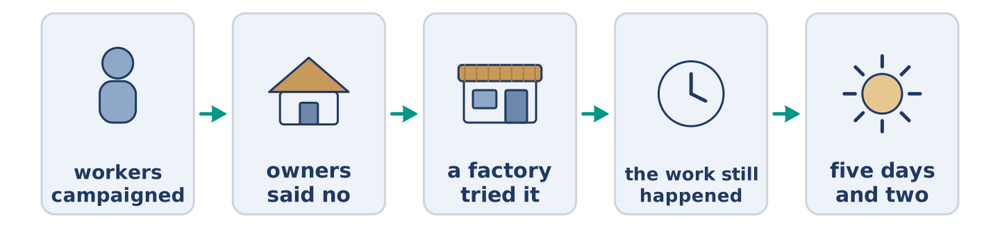 workers
campaigned
owners
said no
a factory
tried it
the work still
happened
five days
and two